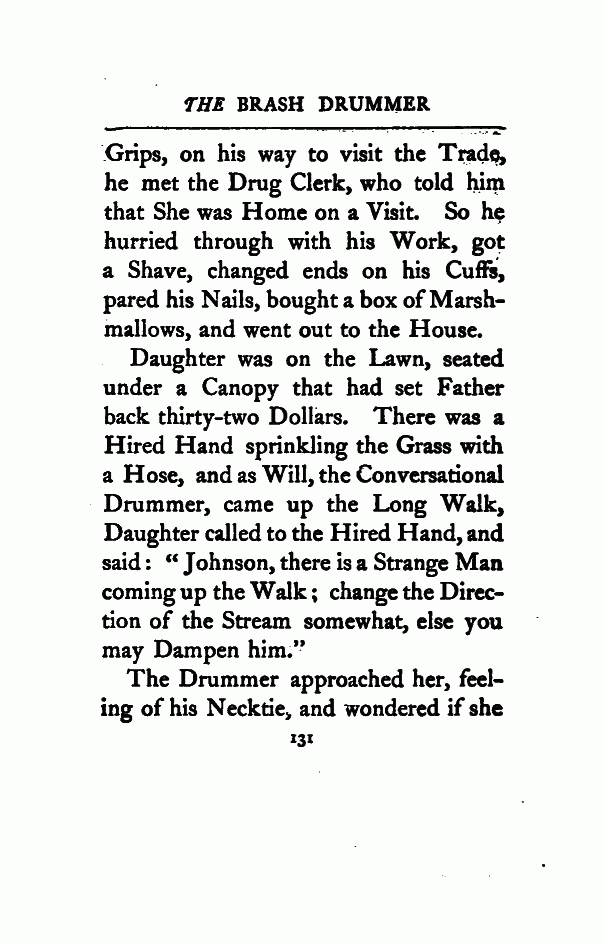 THE BRASH DRUMMER
Grips, on his way to visit the Trade,
he met the Drug Clerk, who told him
that She was Home on a Visit. So he
hurried through with his Work, got
a Shave, changed ends on his Cuffs,
pared his Nails, bought a box of Marsh-
mallows, and went out to the House.
Daughter was on the Lawn, seated
under a Canopy that had set Father
back thirty-two Dollars. There was a
Hired Hand sprinkling the Grass with
a Hose, and as Will, the Conversational
Drummer, came up the Long Walk,
Daughter called to the Hired Hand, and
said: “Johnson, there is a Strange Man
coming up the Walk; change the Direc-
tion of the Stream somewhat, else you
may Dampen him.”
The Drummer approached her, feel-
ing of his Necktie, and wondered if she
131